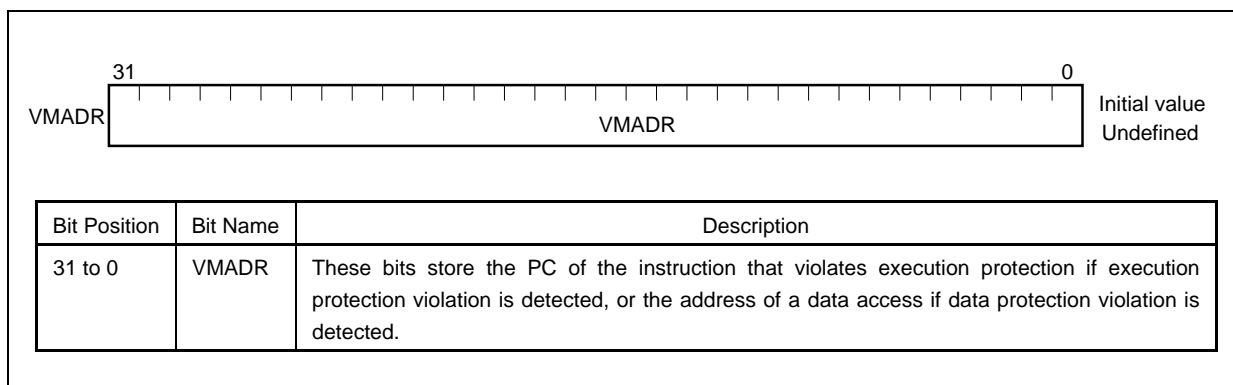 31 0
VMADR VMADR Initial value
Undefined
Bit Position Bit Name Description
31 to 0 VMADR These bits store the PC of the instruction that violates execution protection if execution
protection violation is detected, or the address of a data access if data protection violation is
detected.